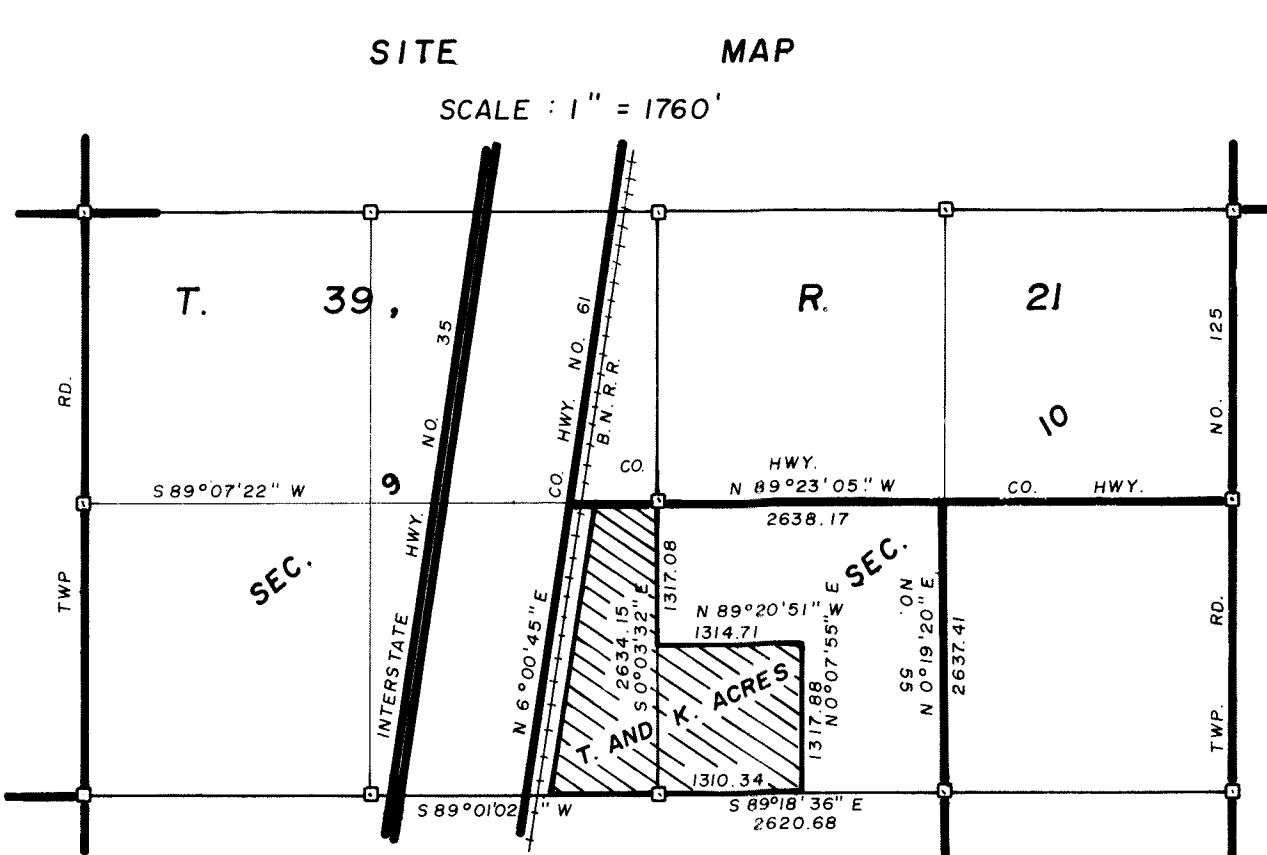 SITE MAP
SCALE : 1" = 1760'
T. 39, R. 21
RD.
35
NO.
HWY.
INTERSTATE
61
NO.
HWY.
CO.
B.N.R.R.
125
NO.
10
CO. HWY.
S 89°07'22" W
9
N 89°23'05" W
CO. HWY.
2638.17
SEC.
SEC.
TWP
N 6°00'45" E
2634.15
S 0°03'32" E
1317.08
N 89°20'51" W
1314.71
N 0°07'55" E
1317.88
NO. 55
N 0°19'20" E
2637.41
RD.
TWP.
T. AND K. ACRES
1310.34
S 89°01'02" W
S 89°18'36" E
2620.68